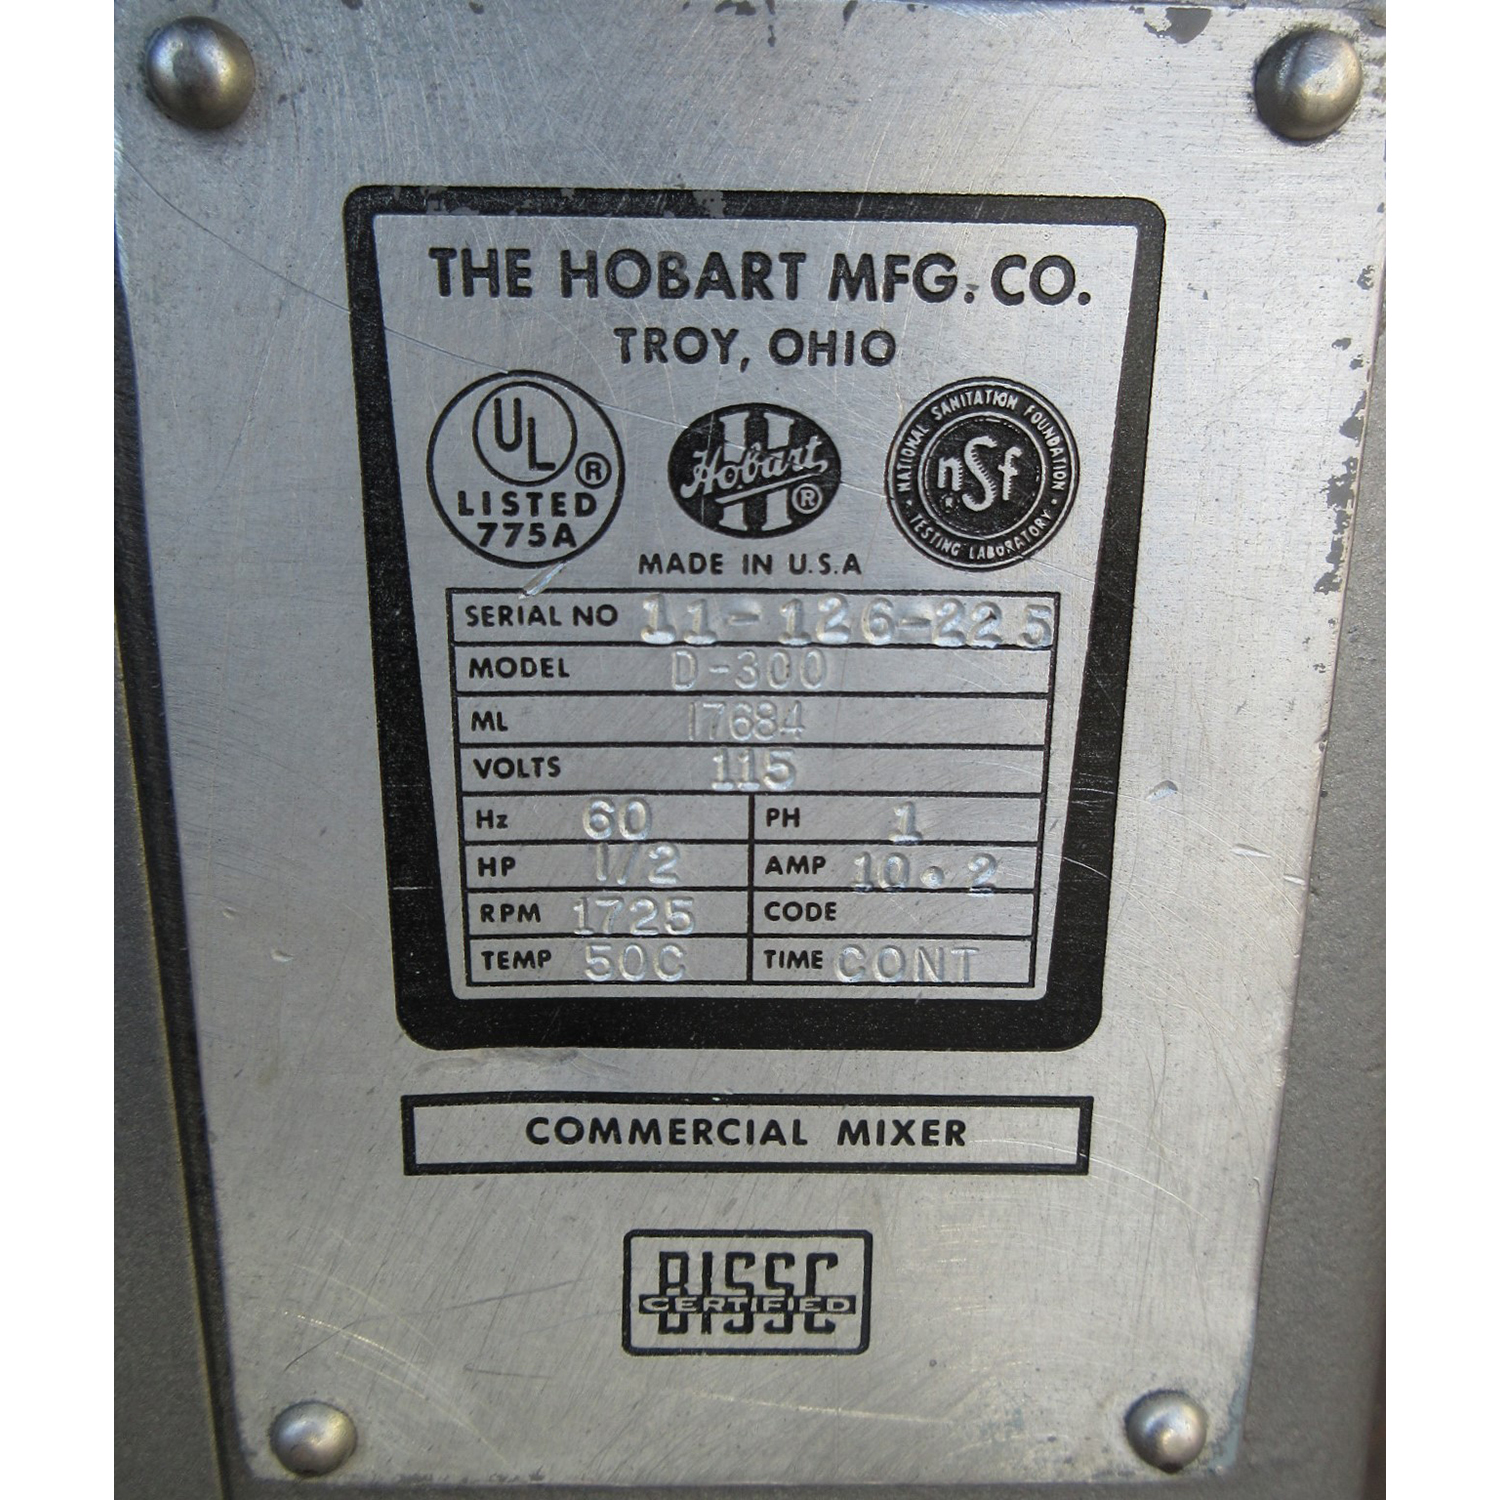 THE HOBART MFG. CO.
TROY, OHIO
UL ®
LISTED
775A
H
Hobart ®
NATIONAL SANITATION FOUNDATION
nsf
TESTING LABORATORY
MADE IN U.S.A
SERIAL NO 11-126-225
MODEL D-300
ML 17684
VOLTS 115
Hz 60 PH 1
HP 1/2 AMP 10.2
RPM 1725 CODE
TEMP 50C TIME CONT
COMMERCIAL MIXER
BISSC
CERTIFIED